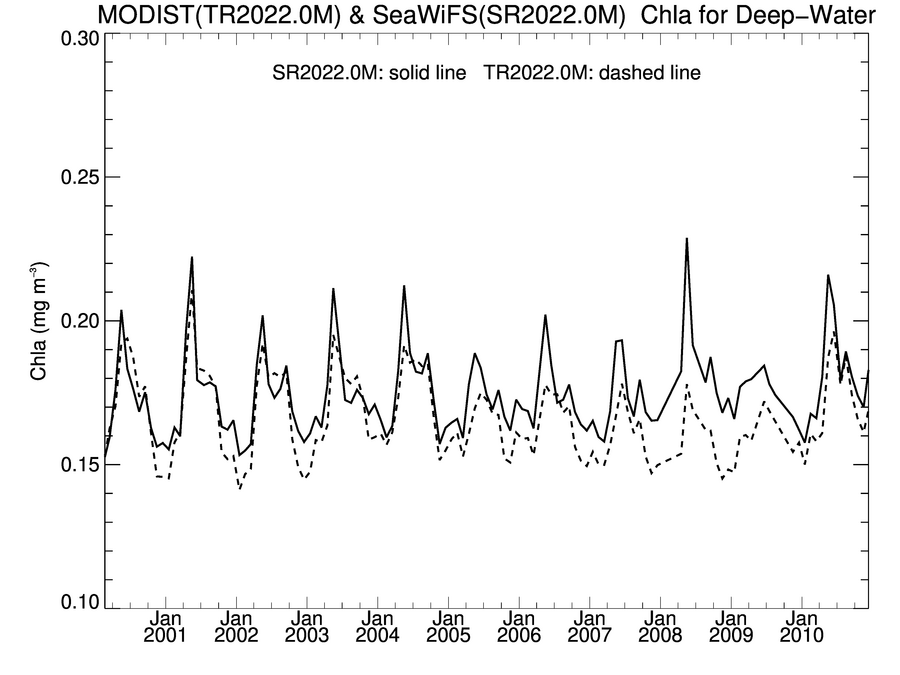 MODIST(TR2022.0M) & SeaWiFS(SR2022.0M)  Chla for Deep−Water
SR2022.0M: solid line   TR2022.0M: dashed line
Chla (mg m⁻³)
0.30
0.25
0.20
0.15
0.10
Jan Jan Jan Jan Jan Jan Jan Jan Jan Jan
2001 2002 2003 2004 2005 2006 2007 2008 2009 2010